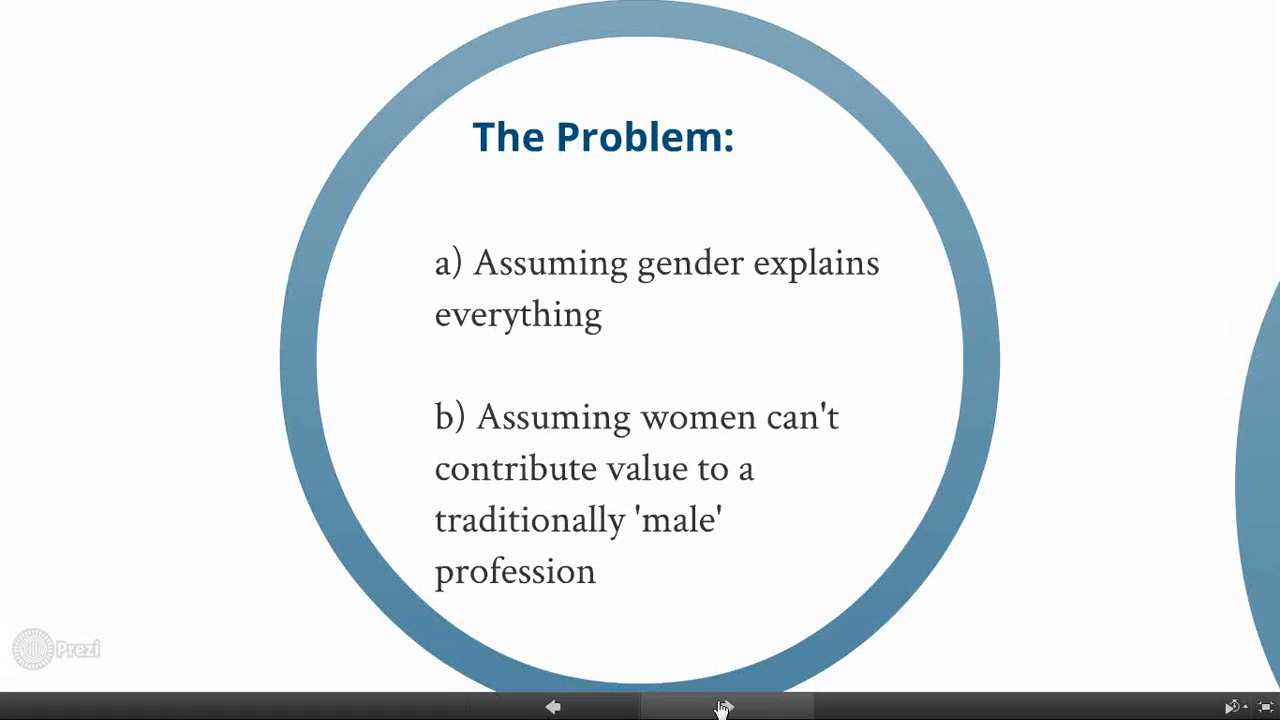 The Problem:
a) Assuming gender explains
everything
b) Assuming women can't
contribute value to a
traditionally 'male'
profession
Prezi